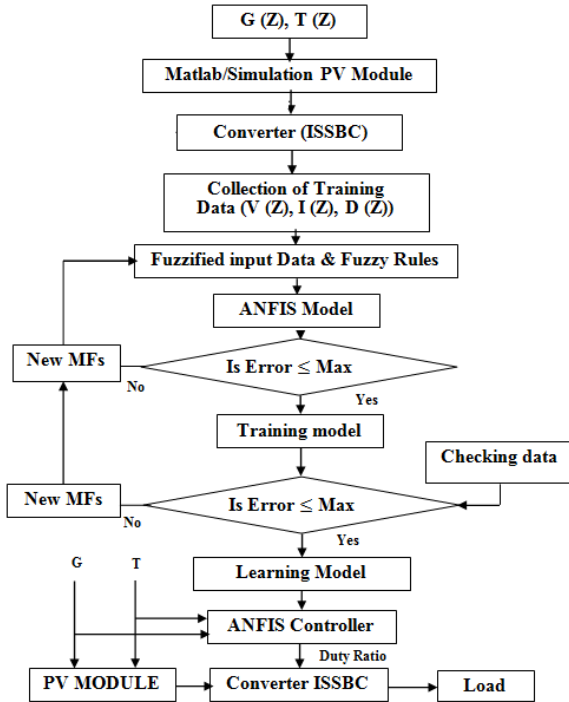 G (Z), T (Z)
Matlab/Simulation PV Module
Converter (ISSBC)
Collection of Training
Data (V (Z), I (Z), D (Z))
Fuzzified input Data & Fuzzy Rules
ANFIS Model
New MFs
No
Is Error ≤ Max
Yes
Training model
Checking data
New MFs
No
Is Error ≤ Max
Yes
G
T
Learning Model
ANFIS Controller
Duty Ratio
PV MODULE
Converter ISSBC
Load